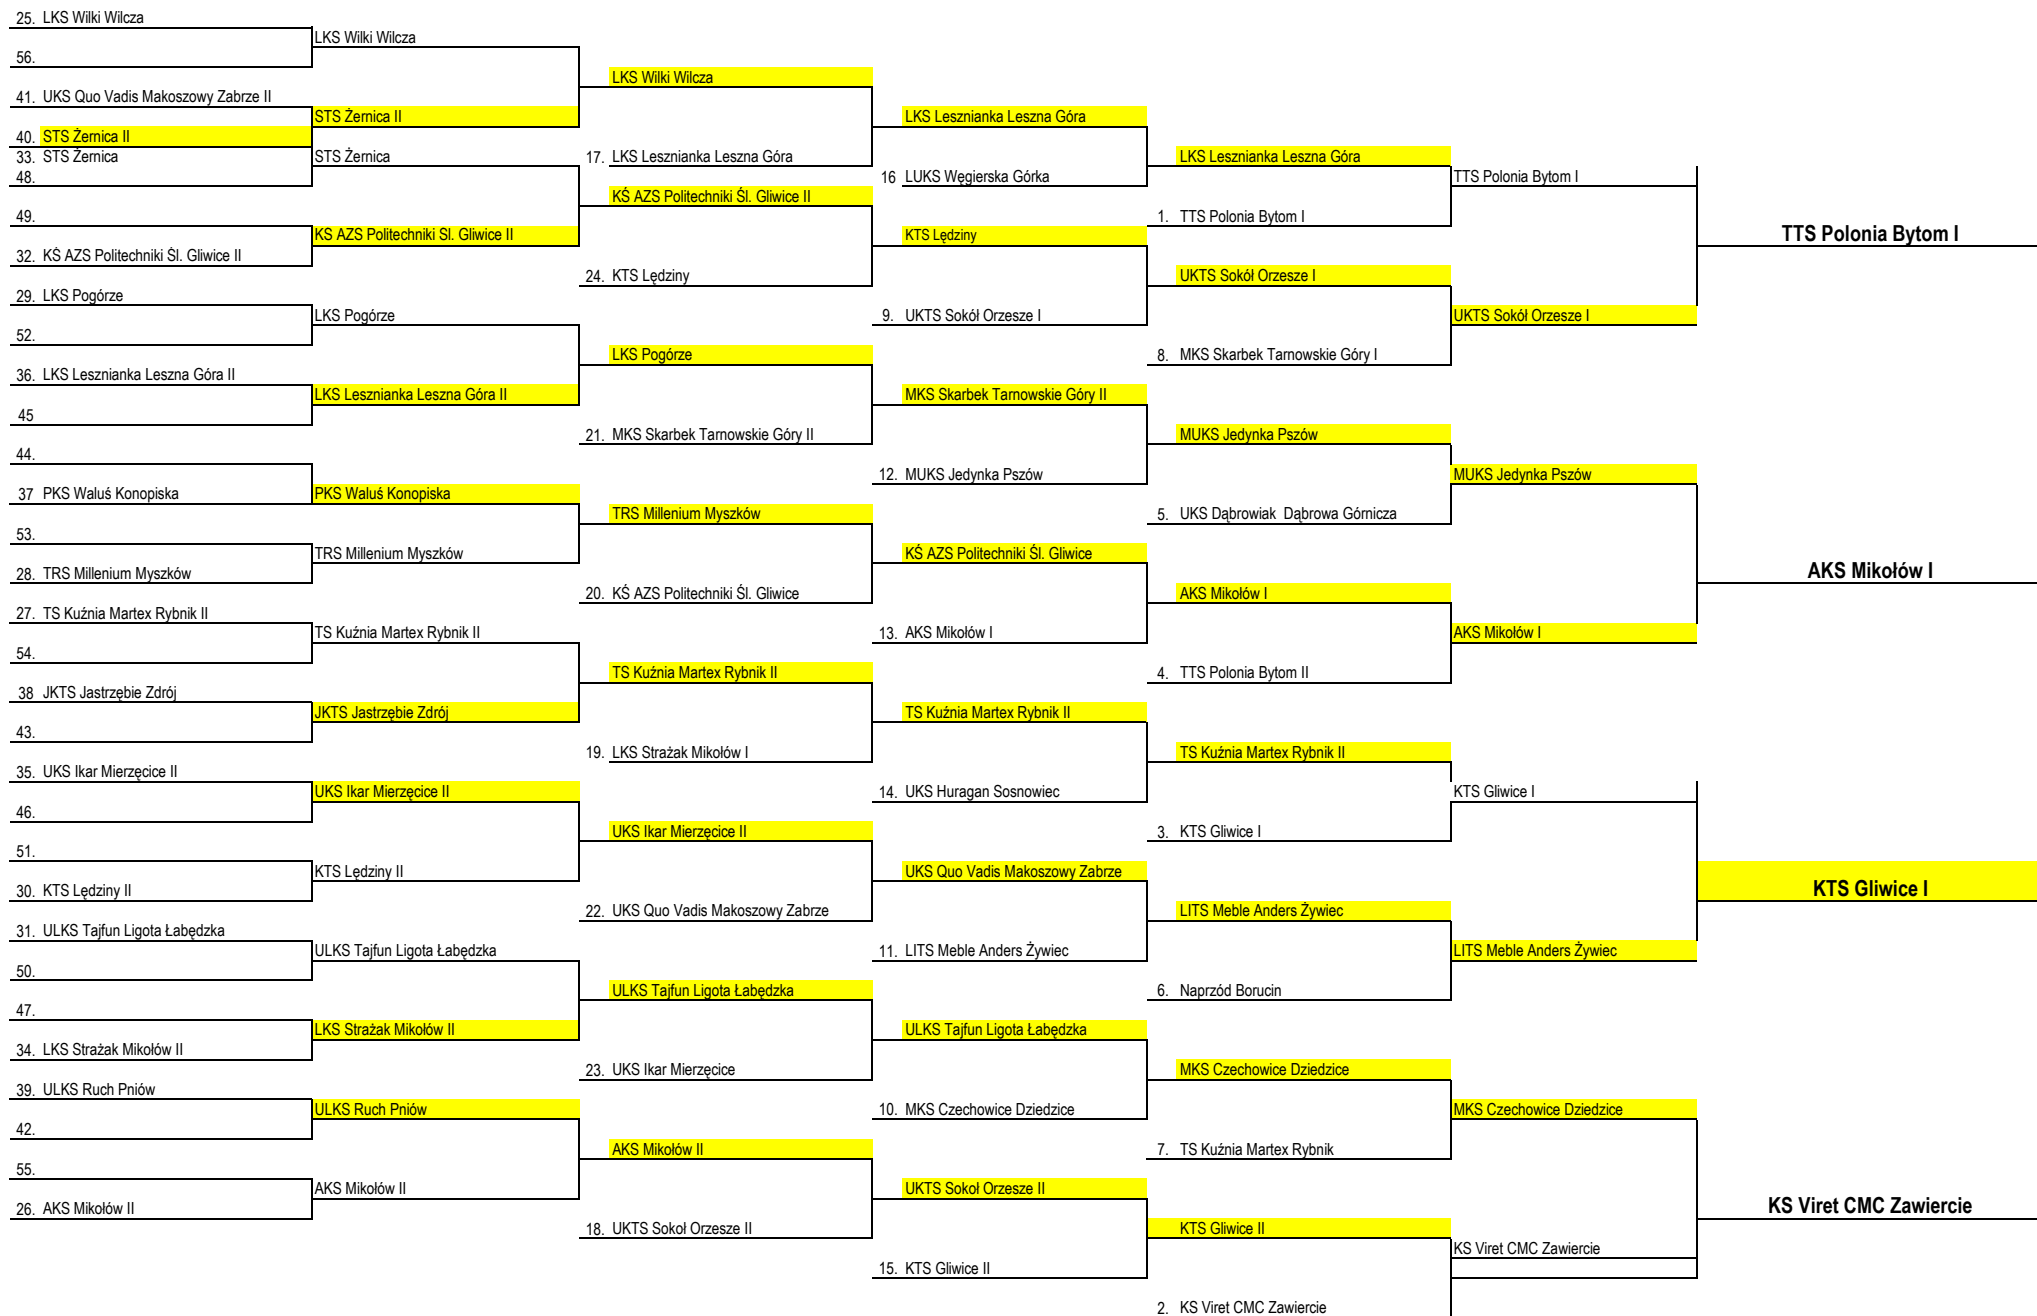 25. LKS Wilki Wilcza
56.
41. UKS Quo Vadis Makoszowy Zabrze II
40. STS Żernica II
33. STS Żernica
48.
49.
32. KŚ AZS Politechniki Śl. Gliwice II
29. LKS Pogórze
52.
36. LKS Lesznianka Leszna Góra II
45
44.
37 PKS Waluś Konopiska
53.
28. TRS Millenium Myszków
27. TS Kuźnia Martex Rybnik II
54.
38 JKTS Jastrzębie Zdrój
43.
35. UKS Ikar Mierzęcice II
46.
51.
30. KTS Lędziny II
31. ULKS Tajfun Ligota Łabędzka
50.
47.
34. LKS Strażak Mikołów II
39. ULKS Ruch Pniów
42.
55.
26. AKS Mikołów II
LKS Wilki Wilcza
STS Żernica II
STS Żernica
KS AZS Politechniki Sl. Gliwice II
LKS Pogórze
LKS Lesznianka Leszna Góra II
PKS Waluś Konopiska
TRS Millenium Myszków
TS Kuźnia Martex Rybnik II
JKTS Jastrzębie Zdrój
UKS Ikar Mierzęcice II
KTS Lędziny II
ULKS Tajfun Ligota Łabędzka
LKS Strażak Mikołów II
ULKS Ruch Pniów
AKS Mikołów II
LKS Wilki Wilcza
17. LKS Lesznianka Leszna Góra
KŚ AZS Politechniki Śl. Gliwice II
24. KTS Lędziny
LKS Pogórze
21. MKS Skarbek Tarnowskie Góry II
TRS Millenium Myszków
20. KŚ AZS Politechniki Śl. Gliwice
TS Kuźnia Martex Rybnik II
19. LKS Strażak Mikołów I
UKS Ikar Mierzęcice II
22. UKS Quo Vadis Makoszowy Zabrze
ULKS Tajfun Ligota Łabędzka
23. UKS Ikar Mierzęcice
AKS Mikołów II
18. UKTS Sokoł Orzesze II
LKS Lesznianka Leszna Góra
16 LUKS Węgierska Górka
KTS Lędziny
9. UKTS Sokół Orzesze I
MKS Skarbek Tarnowskie Góry II
12. MUKS Jedynka Pszów
KŚ AZS Politechniki Śl. Gliwice
13. AKS Mikołów I
TS Kuźnia Martex Rybnik II
14. UKS Huragan Sosnowiec
UKS Quo Vadis Makoszowy Zabrze
11. LITS Meble Anders Żywiec
ULKS Tajfun Ligota Łabędzka
10. MKS Czechowice Dziedzice
UKTS Sokoł Orzesze II
15. KTS Gliwice II
LKS Lesznianka Leszna Góra
1. TTS Polonia Bytom I
UKTS Sokół Orzesze I
8. MKS Skarbek Tarnowskie Góry I
MUKS Jedynka Pszów
5. UKS Dąbrowiak Dąbrowa Górnicza
AKS Mikołów I
4. TTS Polonia Bytom II
TS Kuźnia Martex Rybnik II
3. KTS Gliwice I
LITS Meble Anders Żywiec
6. Naprzód Borucin
MKS Czechowice Dziedzice
7. TS Kuźnia Martex Rybnik
KTS Gliwice II
2. KS Viret CMC Zawiercie
TTS Polonia Bytom I
UKTS Sokół Orzesze I
MUKS Jedynka Pszów
AKS Mikołów I
KTS Gliwice I
LITS Meble Anders Żywiec
MKS Czechowice Dziedzice
KS Viret CMC Zawiercie
TTS Polonia Bytom I
AKS Mikołów I
KTS Gliwice I
KS Viret CMC Zawiercie